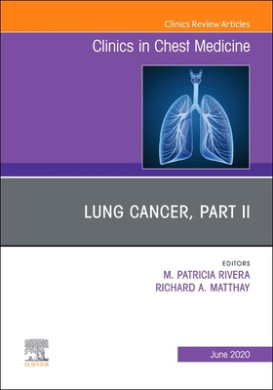 Clinics Review Articles
Clinics in Chest Medicine
LUNG CANCER, PART II
EDITORS
M. PATRICIA RIVERA
RICHARD A. MATTHAY
ELSEVIER
June 2020